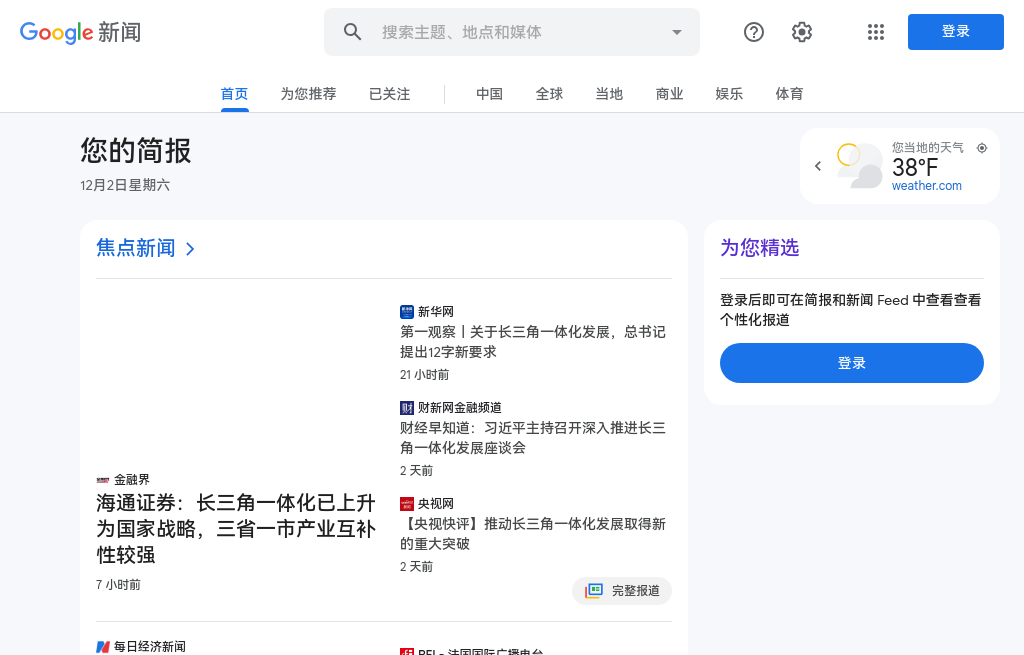 Google 新闻
搜索主题、地点和媒体
登录
首页 为您推荐 已关注 中国 全球 当地 商业 娱乐 体育
您的简报
12月2日星期六
您当地的天气
38°F
weather.com
焦点新闻
金融界
海通证券：长三角一体化已上升
为国家战略，三省一市产业互补
性较强
7 小时前
新华网
第一观察丨关于长三角一体化发展，总书记
提出12字新要求
21 小时前
财新网金融频道
财经早知道：习近平主持召开深入推进长三
角一体化发展座谈会
2 天前
央视网
【央视快评】推动长三角一体化发展取得新
的重大突破
2 天前
完整报道
每日经济新闻
RFI - 法国国际广播电台
为您精选
登录后即可在简报和新闻 Feed 中查看查看
个性化报道
登录